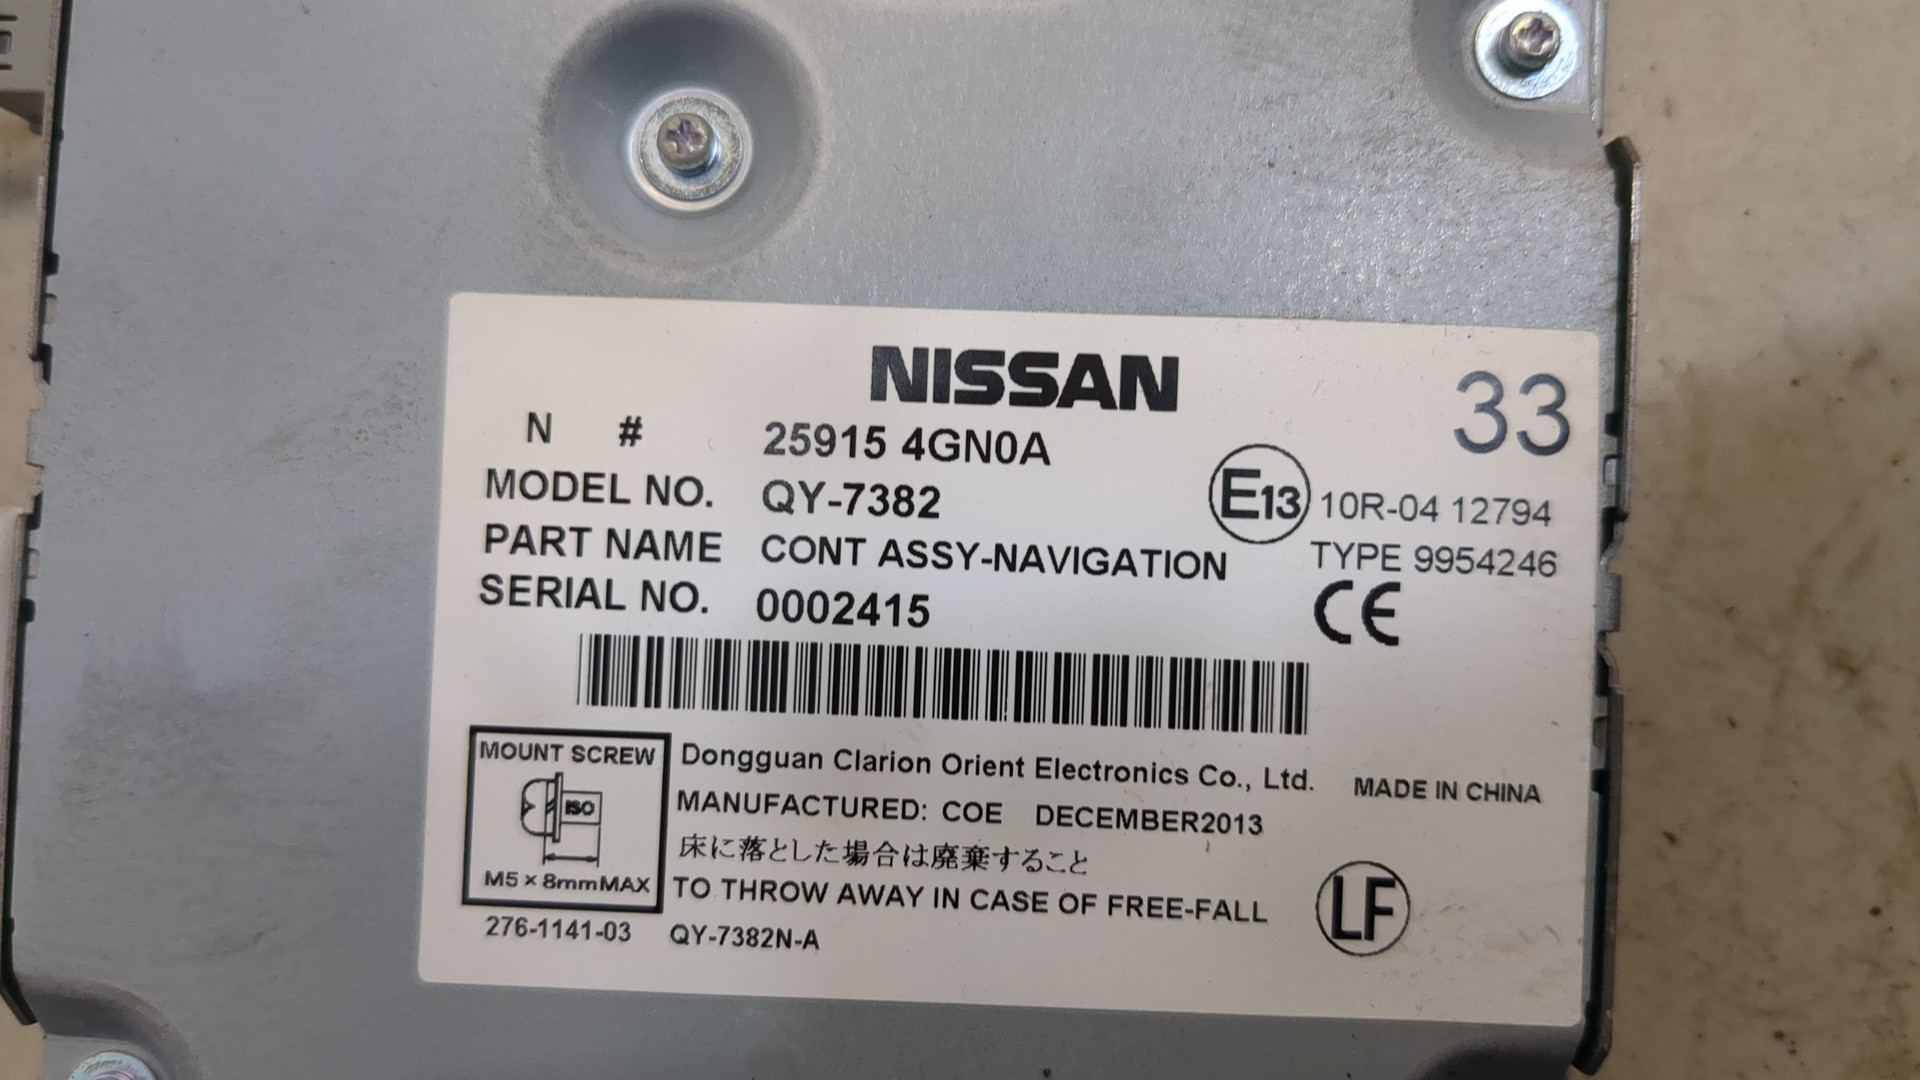 NISSAN
33
N # 25915 4GN0A
MODEL NO. QY-7382
E13 10R-04 12794
PART NAME CONT ASSY-NAVIGATION
TYPE 9954246
SERIAL NO. 0002415
CE
MOUNT SCREW
ISO
M5×8mmMAX
Dongguan Clarion Orient Electronics Co., Ltd. MADE IN CHINA
MANUFACTURED: COE DECEMBER2013
床に落とした場合は廃棄すること
TO THROW AWAY IN CASE OF FREE-FALL
LF
276-1141-03 QY-7382N-A